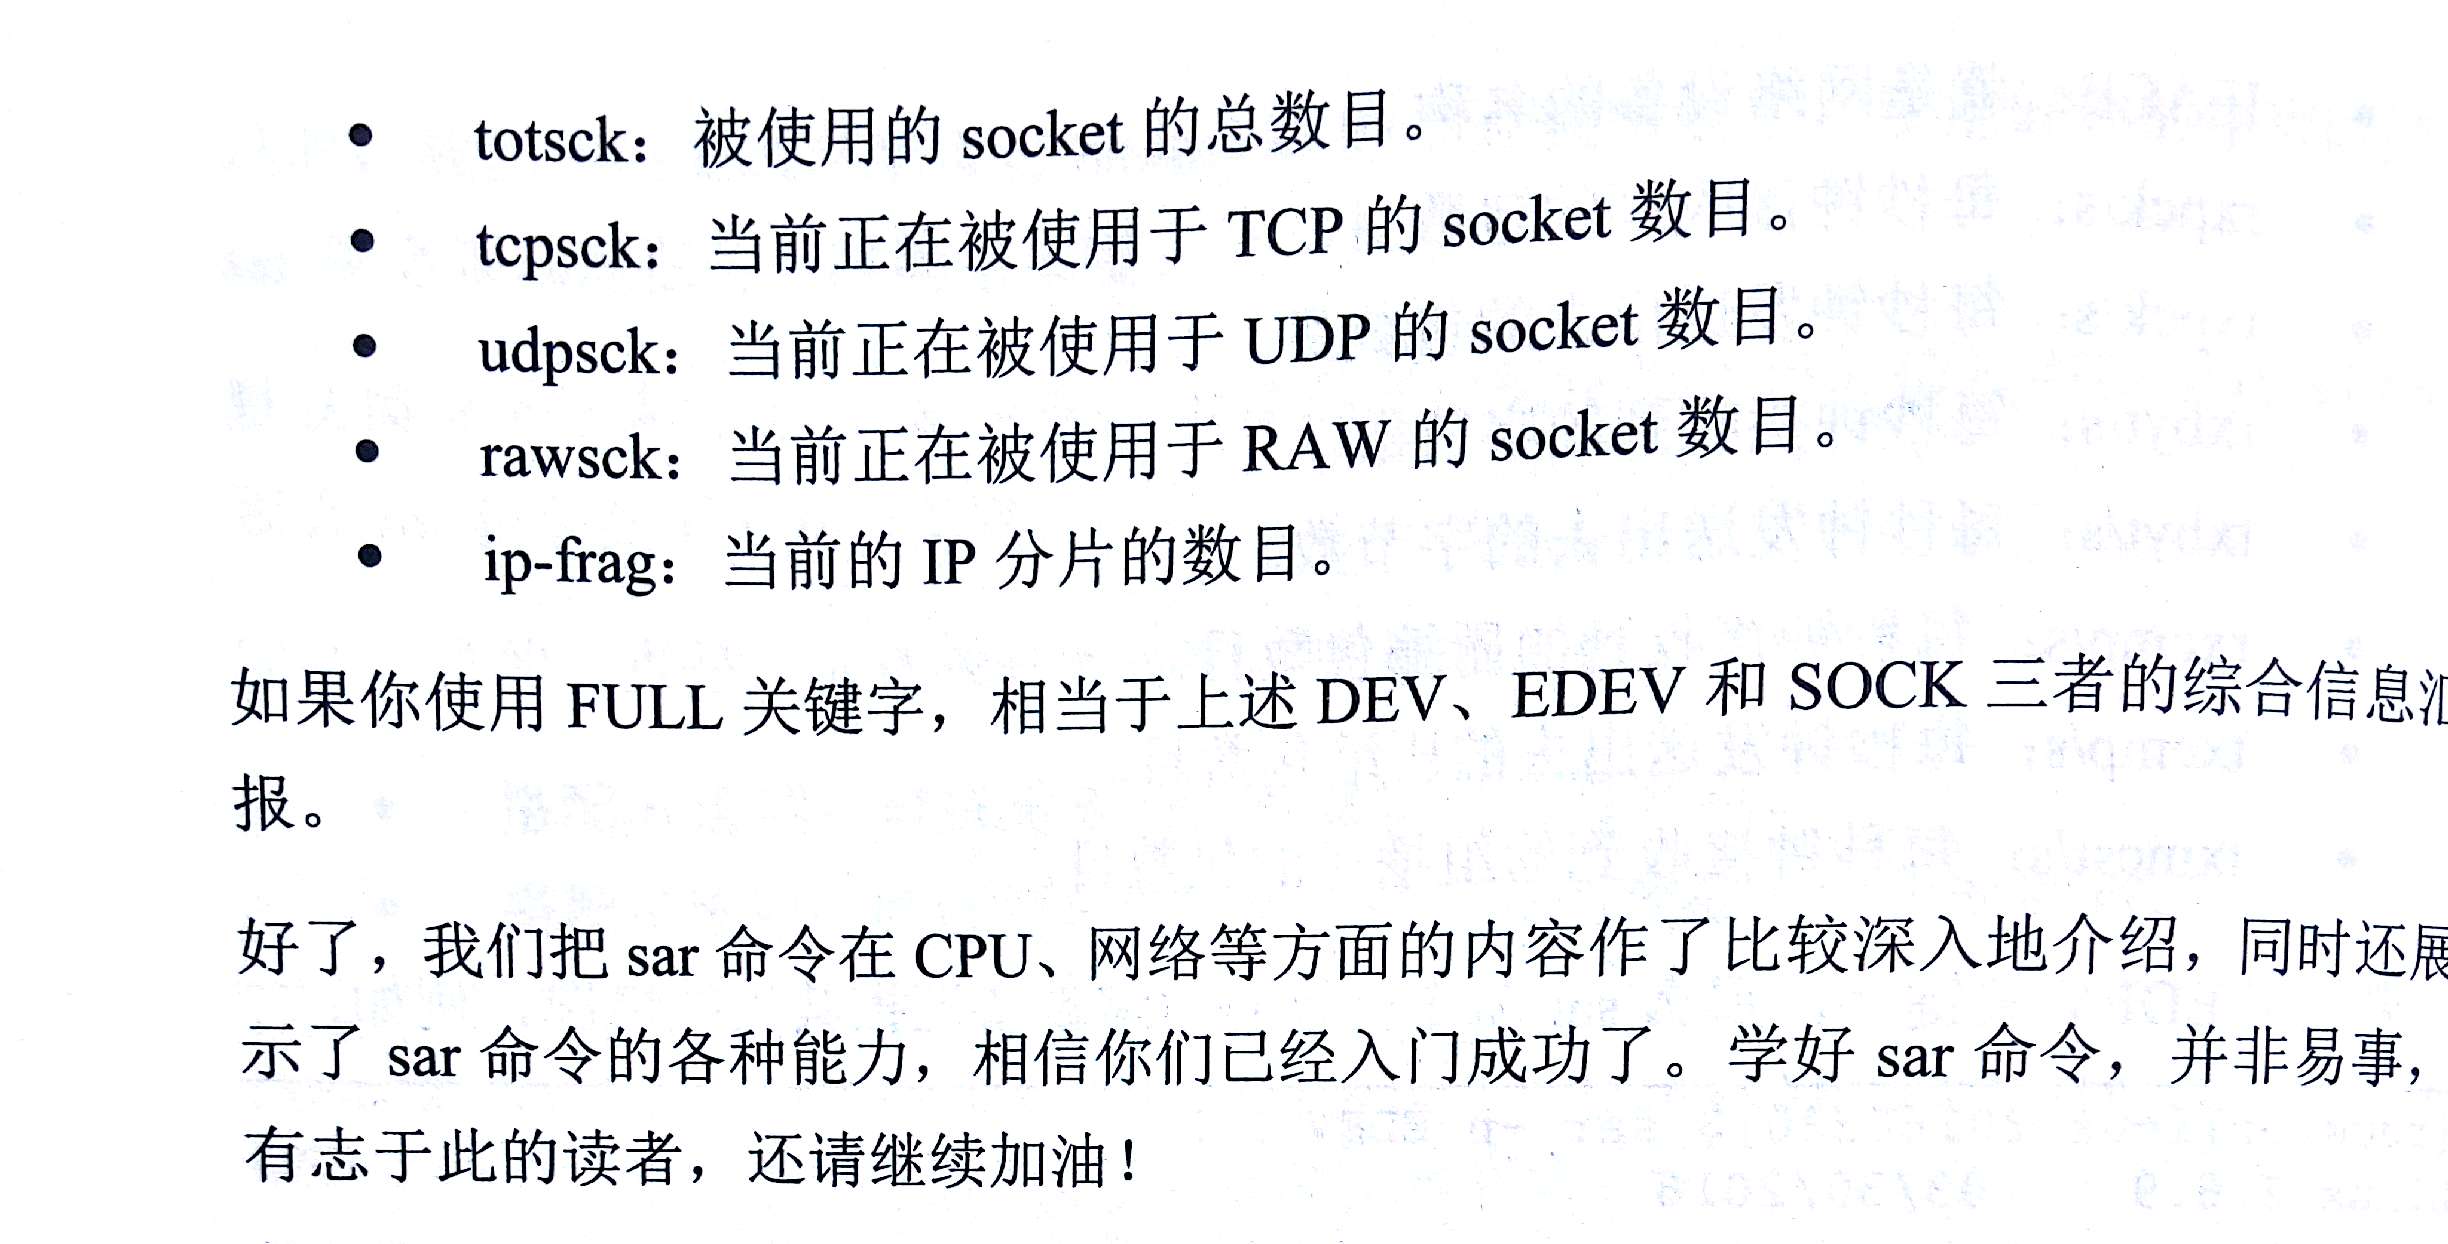 • totsck：被使用的 socket 的总数目。
• tcpsck：当前正在被使用于 TCP 的 socket 数目。
• udpsck：当前正在被使用于 UDP 的 socket 数目。
• rawsck：当前正在被使用于 RAW 的 socket 数目。
• ip-frag：当前的 IP 分片的数目。
如果你使用 FULL 关键字，相当于上述 DEV、EDEV 和 SOCK 三者的综合信息汇
报。
好了，我们把 sar 命令在 CPU、网络等方面的内容作了比较深入地介绍，同时还展
示了 sar 命令的各种能力，相信你们已经入门成功了。学好 sar 命令，并非易事，
有志于此的读者，还请继续加油！